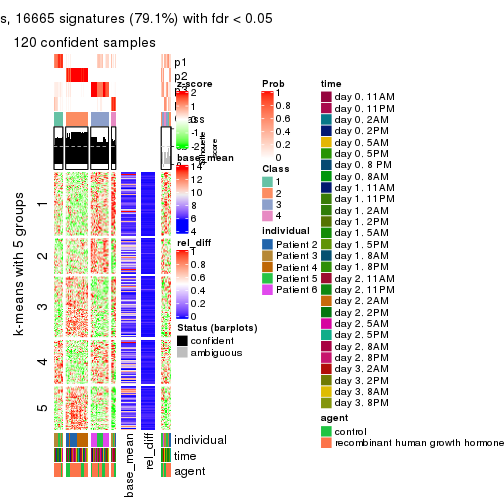 s, 16665 signatures (79.1%) with fdr < 0.05
120 confident samples
p1
p2
z-score
2
1
0
-2
base_mean
14
12
10
8
6
4
rel_diff
1
0.8
0.6
0.4
0.2
0
Status (barplots)
confident
ambiguous
Prob
1
0.8
0.6
0.4
0.2
0
Class
1
2
3
4
individual
Patient 2
Patient 3
Patient 4
Patient 5
Patient 6
time
day 0. 11AM
day 0. 11PM
day 0. 2AM
day 0. 2PM
day 0. 5AM
day 0. 5PM
day 0. 8 PM
day 0. 8AM
day 1. 11AM
day 1. 11PM
day 1. 2AM
day 1. 2PM
day 1. 5AM
day 1. 5PM
day 1. 8AM
day 1. 8PM
day 2. 11AM
day 2. 11PM
day 2. 2AM
day 2. 2PM
day 2. 5AM
day 2. 5PM
day 2. 8AM
day 2. 8PM
day 3. 2AM
day 3. 2PM
day 3. 8AM
day 3. 8PM
agent
control
recombinant human growth hormone
k-means with 5 groups
1
2
3
4
5
individual
time
agent
base_mean
rel_diff